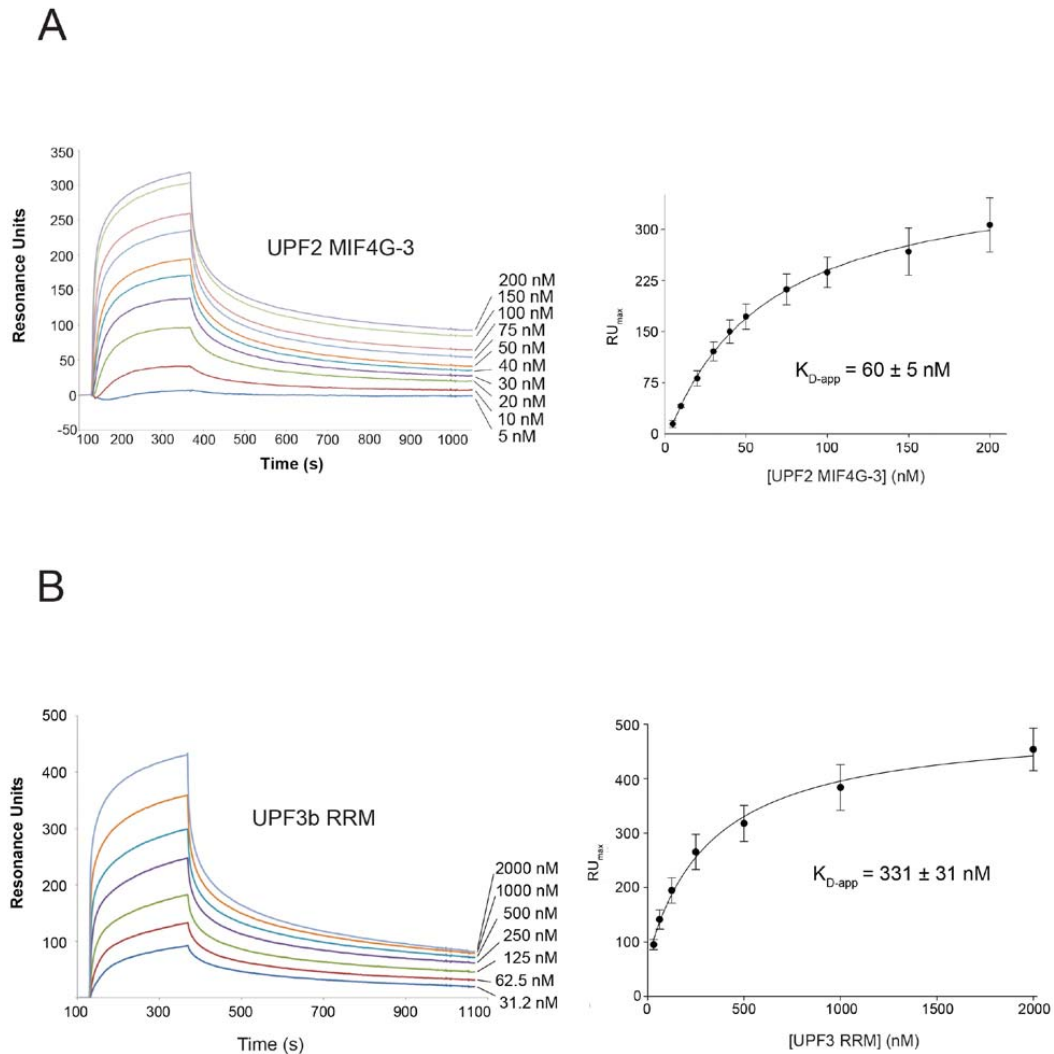 A
350
300
250
200
150
100
50
0
-50
Resonance Units
UPF2 MIF4G-3
200 nM
150 nM
100 nM
75 nM
50 nM
40 nM
30 nM
20 nM
10 nM
5 nM
100 200 300 400 500 600 700 800 900 1000
Time (s)
300
225
150
75
0
RUmax
KD-app = 60 ± 5 nM
0 50 100 150 200
[UPF2 MIF4G-3] (nM)
B
500
400
300
200
100
Resonance Units
UPF3b RRM
2000 nM
1000 nM
500 nM
250 nM
125 nM
62.5 nM
31.2 nM
100 300 500 700 900 1100
Time (s)
500
400
300
200
100
0
RUmax
KD-app = 331 ± 31 nM
0 500 1000 1500 2000
[UPF3 RRM] (nM)